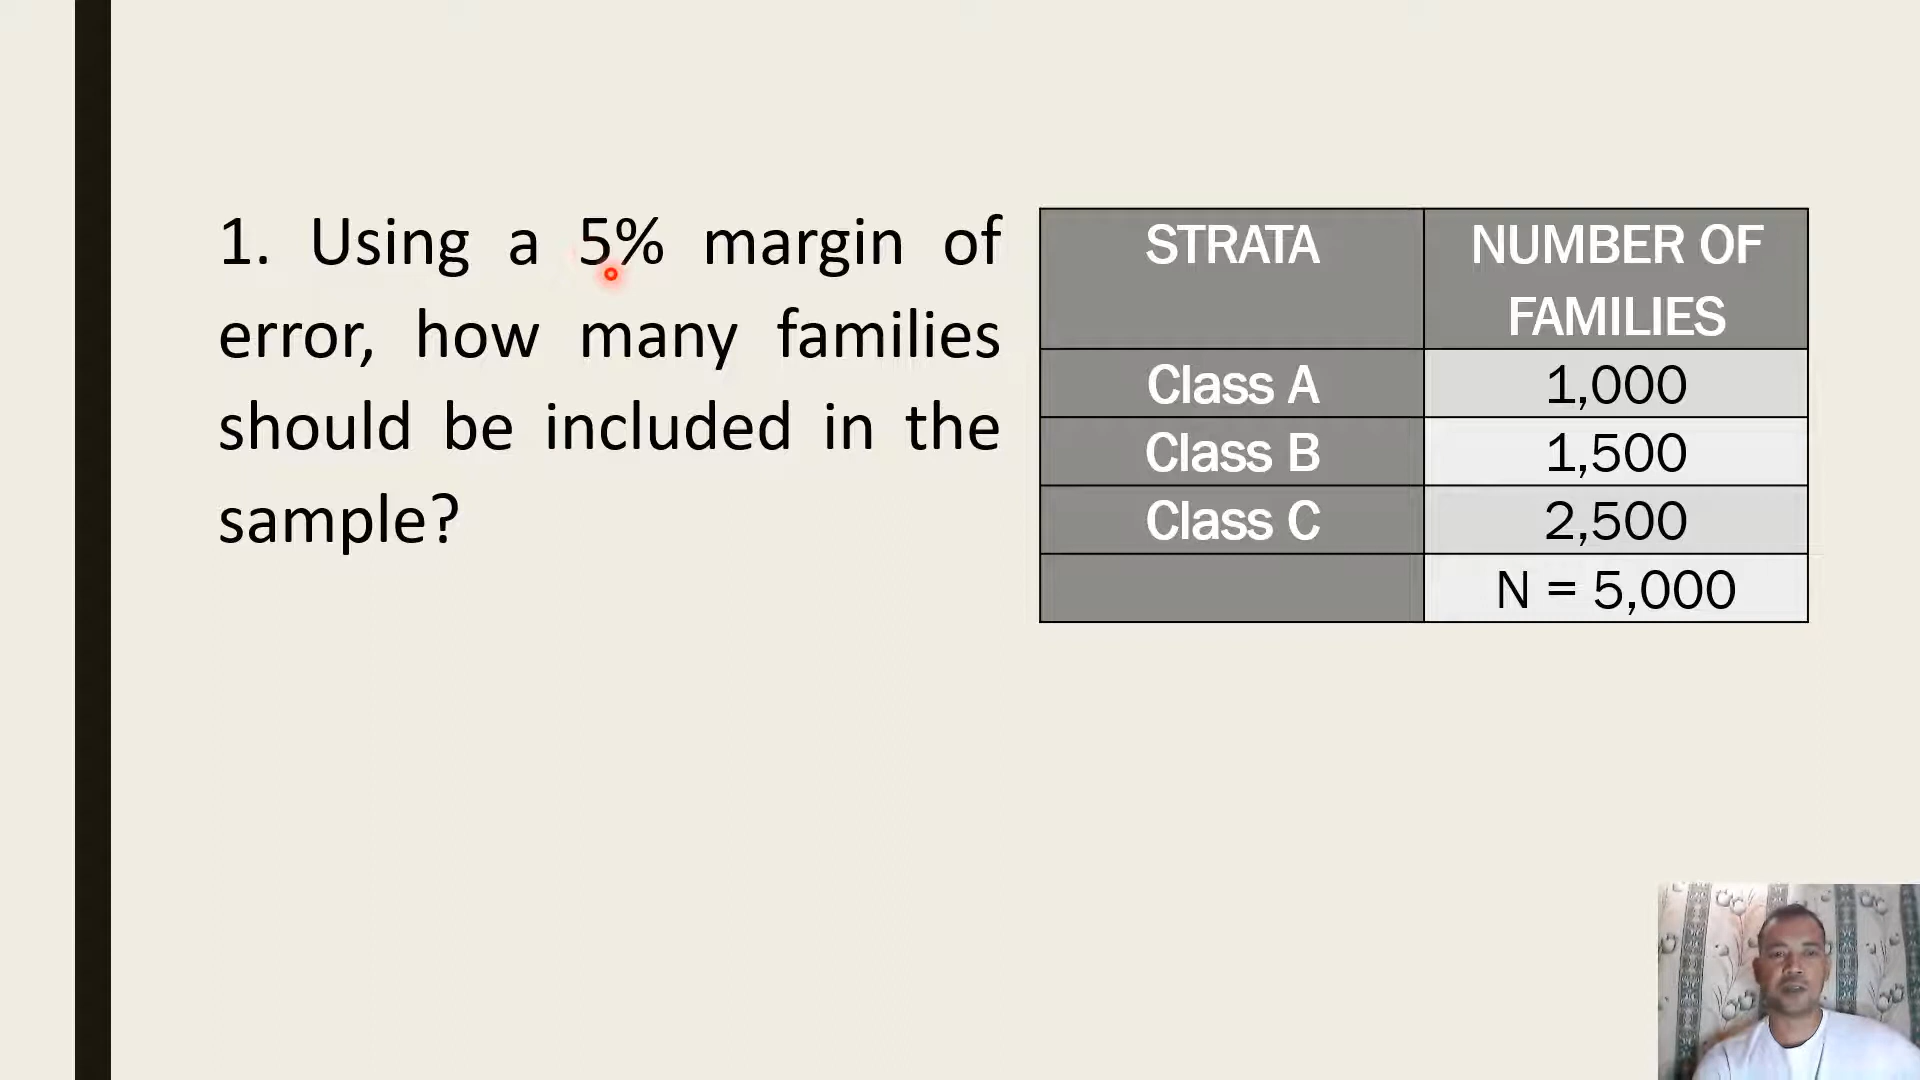 1. Using a 5% margin of
error, how many families
should be included in the
sample?
STRATA
NUMBER OF
FAMILIES
Class A
1,000
Class B
1,500
Class C
2,500
N = 5,000